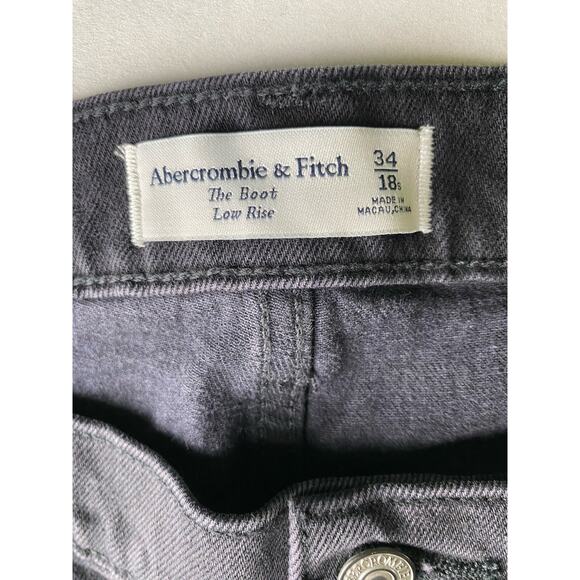 Abercrombie & Fitch
The Boot
Low Rise
34
18s
MADE IN
MACAU, CHINA